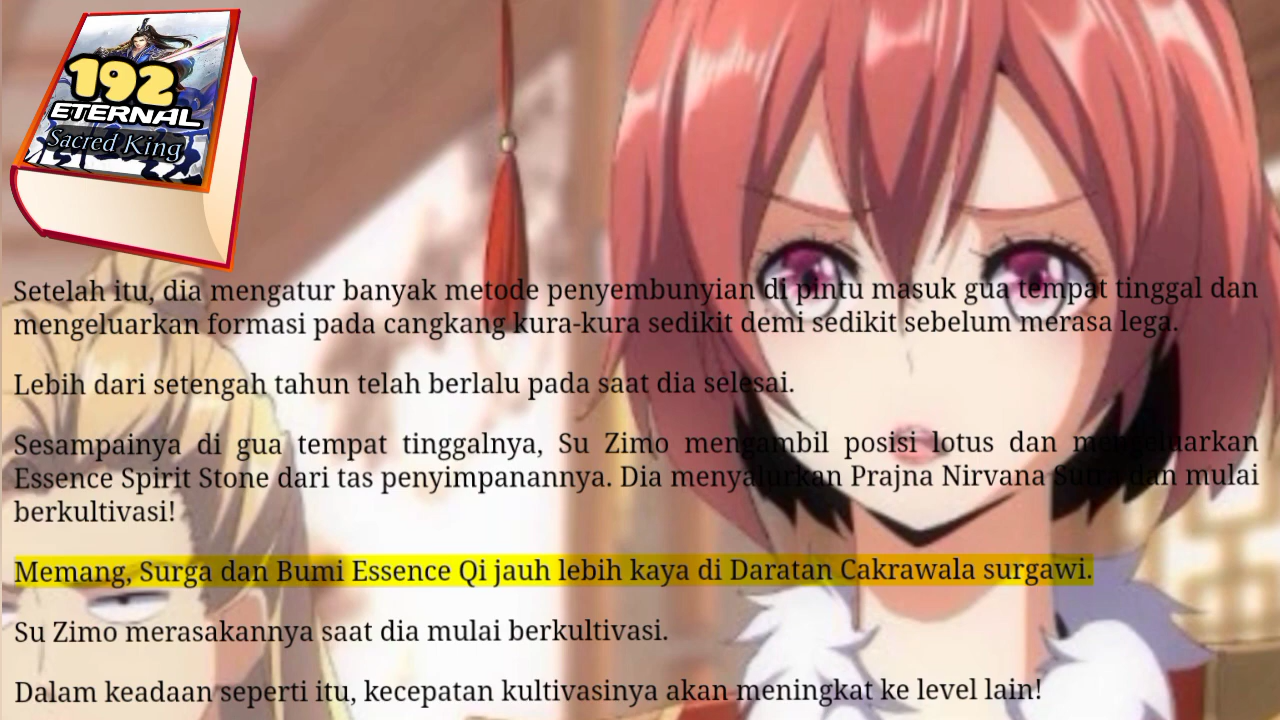 192
ETERNAL
Sacred King
Setelah itu, dia mengatur banyak metode penyembunyian di pintu masuk gua tempat tinggal dan
mengeluarkan formasi pada cangkang kura-kura sedikit demi sedikit sebelum merasa lega.
Lebih dari setengah tahun telah berlalu pada saat dia selesai.
Sesampainya di gua tempat tinggalnya, Su Zimo mengambil posisi lotus dan mengeluarkan
Essence Spirit Stone dari tas penyimpanannya. Dia menyalurkan Prajna Nirvana Sutra dan mulai
berkultivasi!
Memang, Surga dan Bumi Essence Qi jauh lebih kaya di Daratan Cakrawala surgawi.
Su Zimo merasakannya saat dia mulai berkultivasi.
Dalam keadaan seperti itu, kecepatan kultivasinya akan meningkat ke level lain!